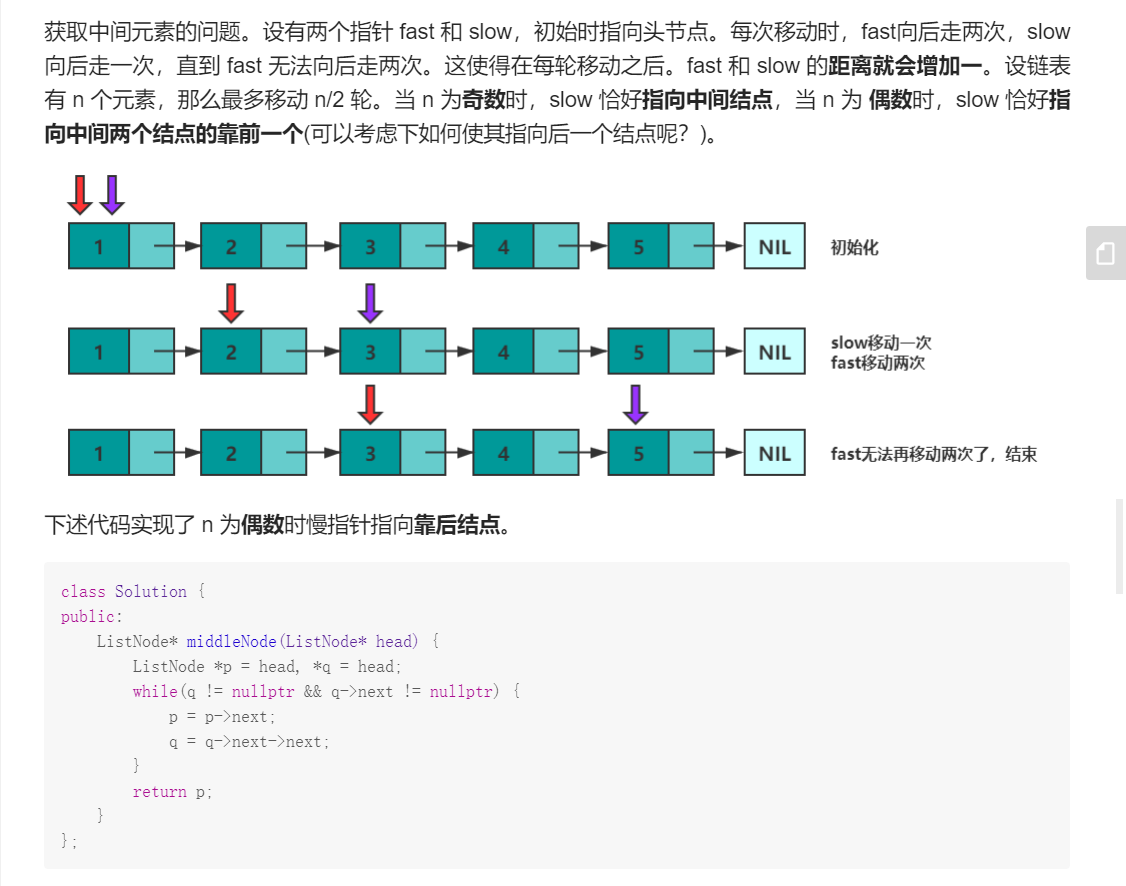 获取中间元素的问题。设有两个指针 fast 和 slow，初始时指向头节点。每次移动时，fast向后走两次，slow
向后走一次，直到 fast 无法向后走两次。这使得在每轮移动之后。fast 和 slow 的距离就会增加一。设链表
有 n 个元素，那么最多移动 n/2 轮。当 n 为奇数时，slow 恰好指向中间结点，当 n 为 偶数时，slow 恰好指
向中间两个结点的靠前一个(可以考虑下如何使其指向后一个结点呢？)。
1 2 3 4 5 NIL 初始化
1 2 3 4 5 NIL slow移动一次
fast移动两次
1 2 3 4 5 NIL fast无法再移动两次了，结束
下述代码实现了 n 为偶数时慢指针指向靠后结点。
class Solution {
public:
    ListNode* middleNode(ListNode* head) {
        ListNode *p = head, *q = head;
        while(q != nullptr && q->next != nullptr) {
            p = p->next;
            q = q->next->next;
        }
        return p;
    }
};